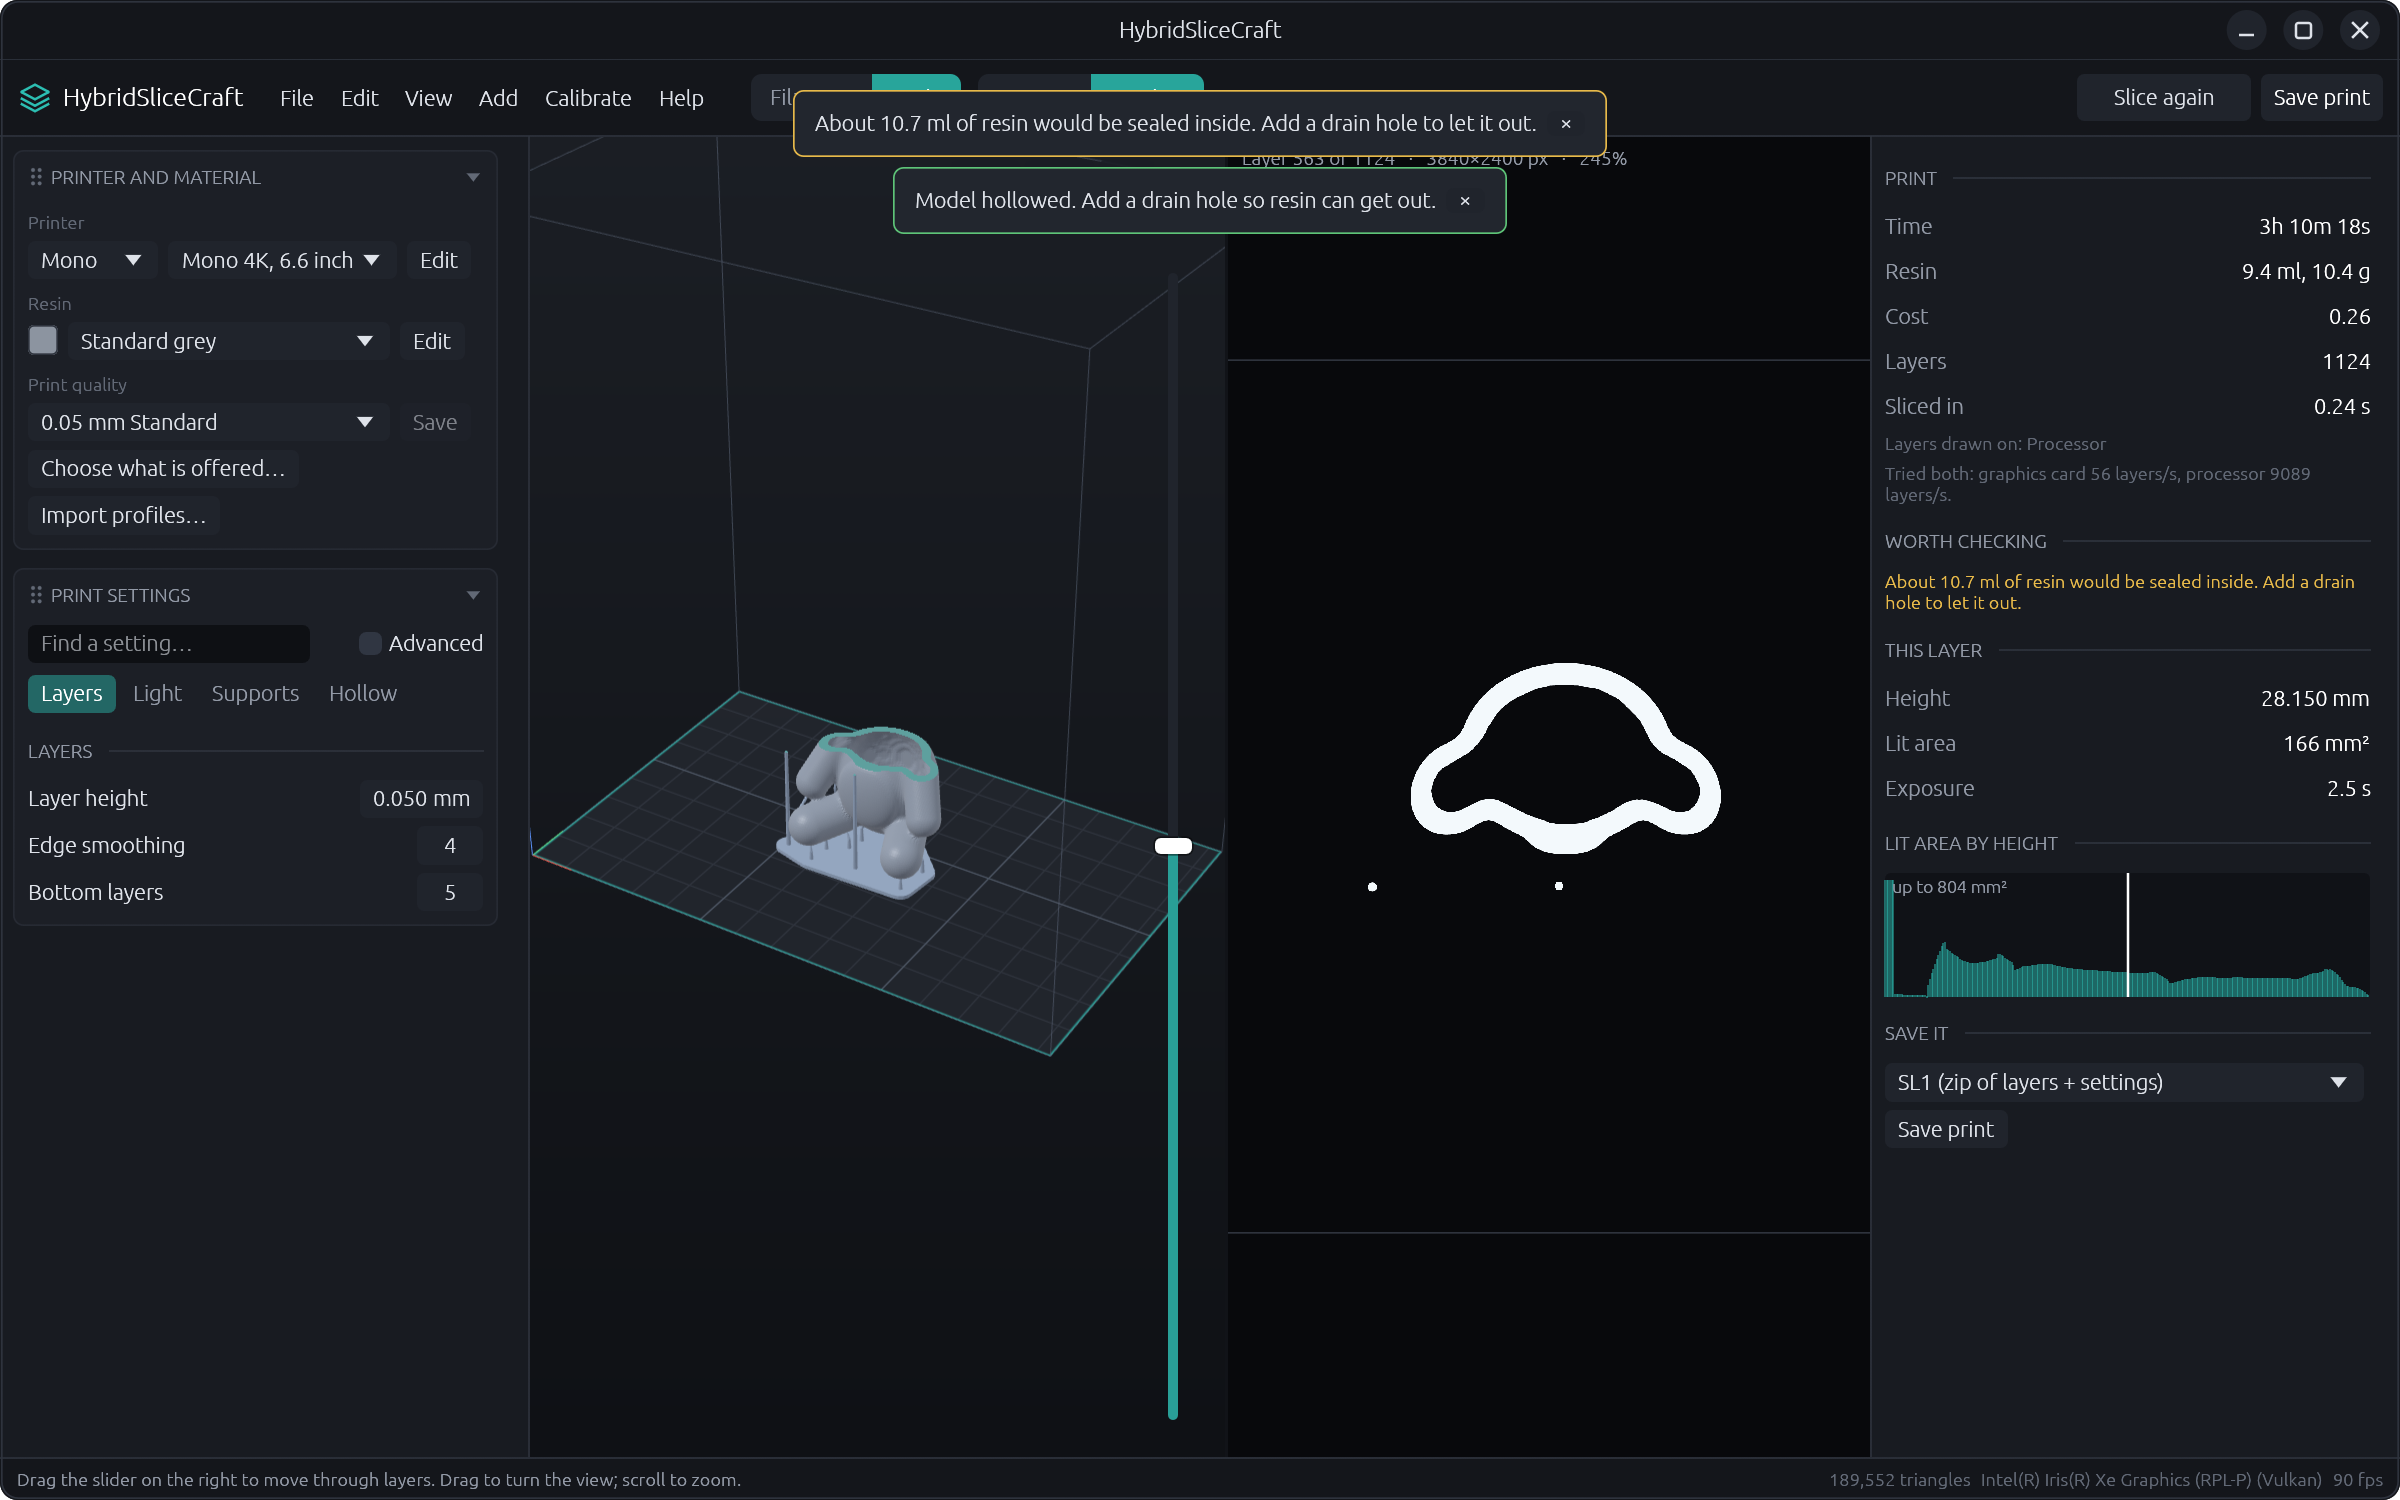 HybridSliceCraft
HybridSliceCraft File Edit View Add Calibrate Help
Slice again Save print
About 10.7 ml of resin would be sealed inside. Add a drain hole to let it out. ×
Layer 563 of 1124 · 3840×2400 px · 245%
Model hollowed. Add a drain hole so resin can get out. ×
PRINTER AND MATERIAL
Printer
Mono Mono 4K, 6.6 inch Edit
Resin
Standard grey Edit
Print quality
0.05 mm Standard Save
Choose what is offered...
Import profiles...
PRINT SETTINGS
Find a setting... Advanced
Layers Light Supports Hollow
LAYERS
Layer height 0.050 mm
Edge smoothing 4
Bottom layers 5
PRINT
Time 3h 10m 18s
Resin 9.4 ml, 10.4 g
Cost 0.26
Layers 1124
Sliced in 0.24 s
Layers drawn on: Processor
Tried both: graphics card 56 layers/s, processor 9089
layers/s.
WORTH CHECKING
About 10.7 ml of resin would be sealed inside. Add a drain
hole to let it out.
THIS LAYER
Height 28.150 mm
Lit area 166 mm²
Exposure 2.5 s
LIT AREA BY HEIGHT
up to 804 mm²
SAVE IT
SL1 (zip of layers + settings)
Save print
Drag the slider on the right to move through layers. Drag to turn the view; scroll to zoom.
189,552 triangles Intel(R) Iris(R) Xe Graphics (RPL-P) (Vulkan) 90 fps